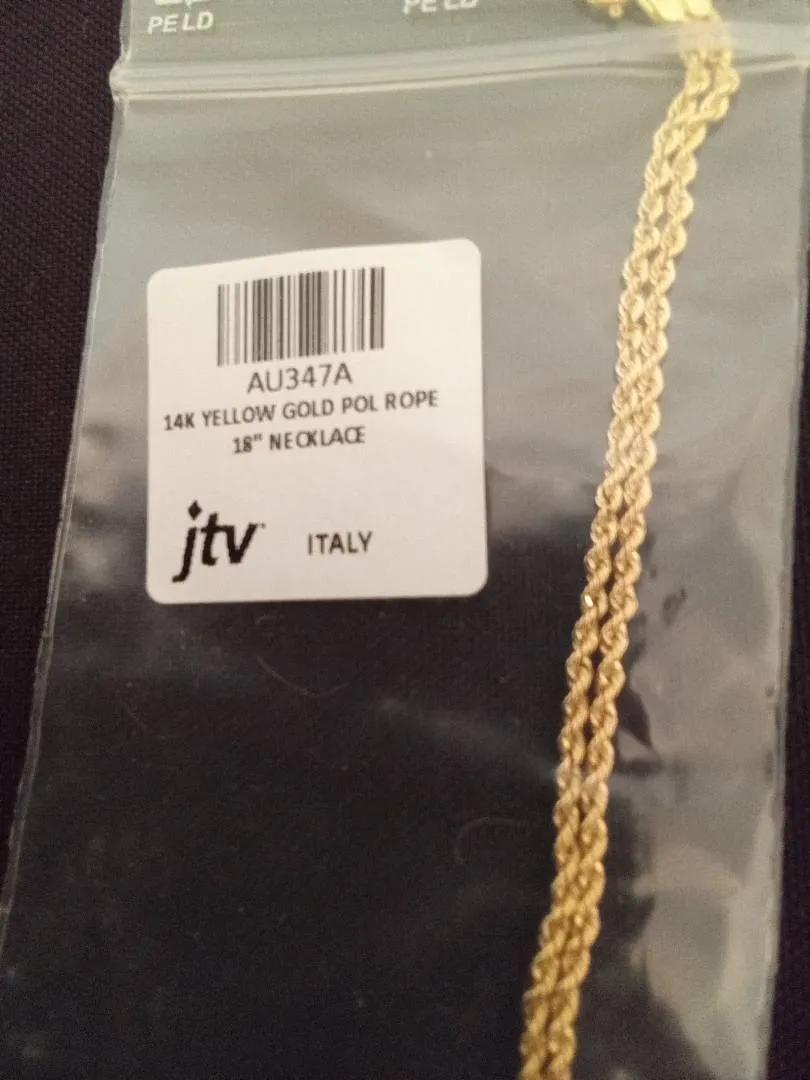 PE LD
PE LD
AU347A
14K YELLOW GOLD POL ROPE
18" NECKLACE
jtv
ITALY